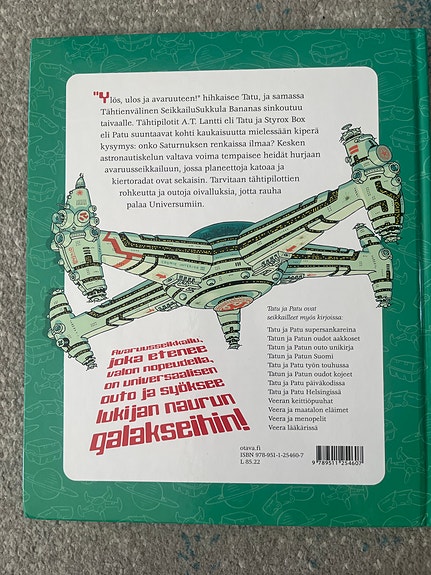 "Ylös, ulos ja avaruuteen!" hihkaisee Tatu, ja samassa
Tähtienvälinen SeikkailuSukkula Bananas sinkoutuu
taivaalle. Tähtipilotit A.T. Lantti eli Tatu ja Styrox Box
eli Patu suuntaavat kohti kaukaisuutta mielessään kiperä
kysymys: onko Saturnuksen renkaissa ilmaa? Kesken
astronautiskelun valtava voima tempaisee heidät hurjaan
avaruusseikkailuun, jossa planeettoja katoaa ja
kiertoradat ovat sekaisin. Tarvitaan tähtipilottien
rohkeutta ja outoja oivalluksia, jotta rauha
palaa Universumiin.
Avaruusseikkailu,
joka etenee
valon nopeudella,
on universaalisen
outo ja syöksee
lukijan naurun
galakseihin!
Tatu ja Patu ovat
seikkailleet myös kirjoissa:
Tatu ja Patu supersankareina
Tatun ja Patun oudot aakkoset
Tatun ja Patun outo unikirja
Tatun ja Patun Suomi
Tatu ja Patu työn touhussa
Tatun ja Patun oudot kojeet
Tatu ja Patu päiväkodissa
Tatu ja Patu Helsingissä
Veeran keittiöpuuhat
Veera ja maatalon eläimet
Veera ja menopelit
Veera lääkärissä
otava.fi
ISBN 978-951-1-25460-7
L 85.22
9 789511 254607